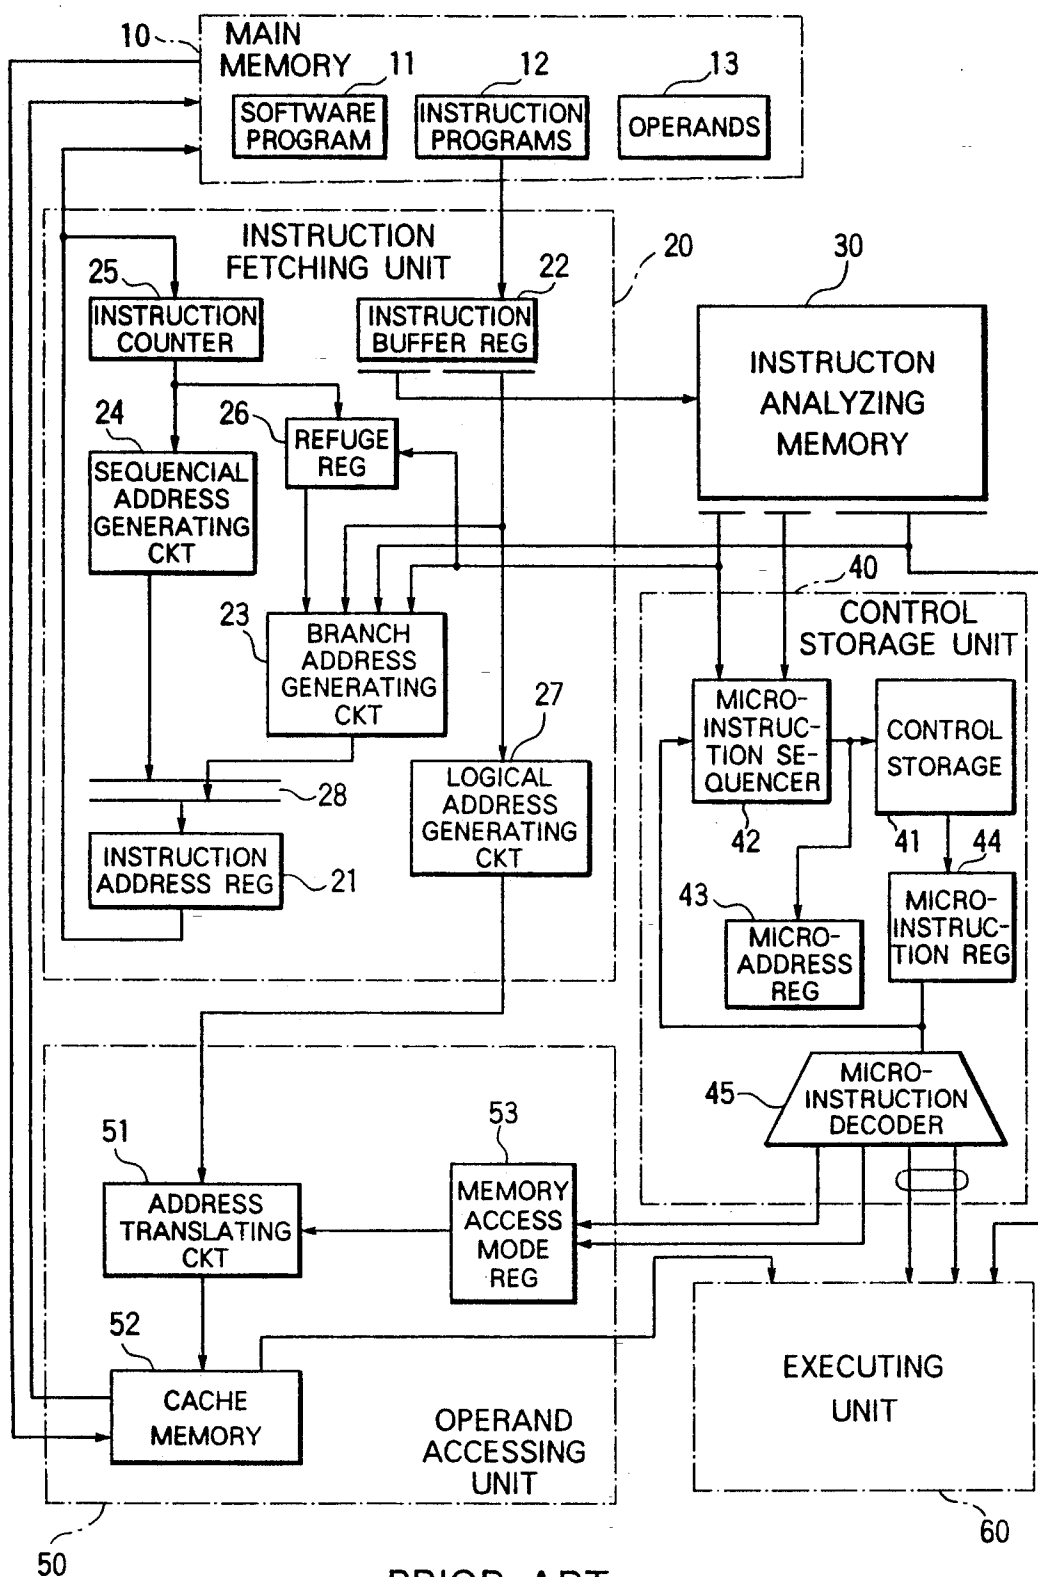 10
MAIN
MEMORY
11
12
13
SOFTWARE
PROGRAM
INSTRUCTION
PROGRAMS
OPERANDS
INSTRUCTION
FETCHING UNIT
20
25
INSTRUCTION
COUNTER
22
INSTRUCTION
BUFFER REG
30
INSTRUCTON
ANALYZING
MEMORY
24
SEQUENCIAL
ADDRESS
GENERATING
CKT
26
REFUGE
REG
23
BRANCH
ADDRESS
GENERATING
CKT
27
LOGICAL
ADDRESS
GENERATING
CKT
28
INSTRUCTION
ADDRESS REG
21
40
CONTROL
STORAGE UNIT
MICRO-
INSTRUC-
TION SE-
QUENCER
42
CONTROL
STORAGE
41
44
43
MICRO-
ADDRESS
REG
MICRO-
INSTRUC-
TION REG
45
MICRO-
INSTRUCTION
DECODER
51
ADDRESS
TRANSLATING
CKT
53
MEMORY
ACCESS
MODE
REG
52
CACHE
MEMORY
OPERAND
ACCESSING
UNIT
50
EXECUTING
UNIT
60
PRIOR ART